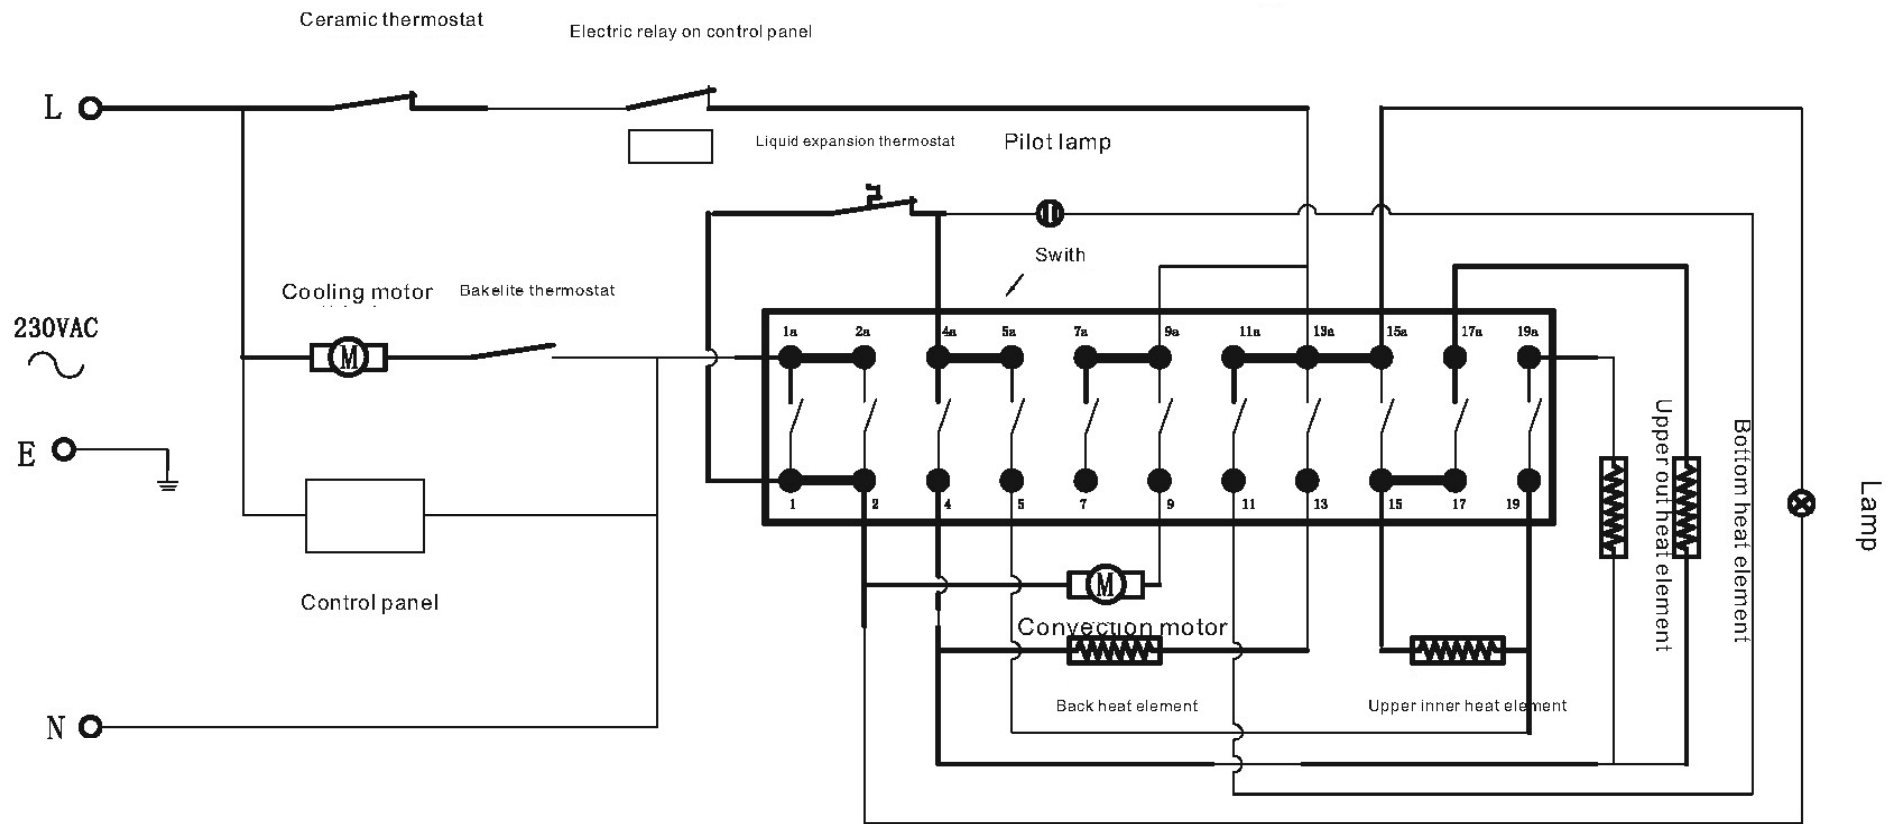 Ceramic thermostat
Electric relay on control panel
L
Liquid expansion thermostat
Pilot lamp
Swith
Cooling motor
Bakelite thermostat
230VAC
1a 2a 4a 5a 7a 9a 11a 13a 15a 17a 19a
M
E
1 2 4 5 7 9 11 13 15 17 19
Upper out heat element
Bottom heat element
Lamp
Control panel
M
Convection motor
Back heat element
Upper inner heat element
N